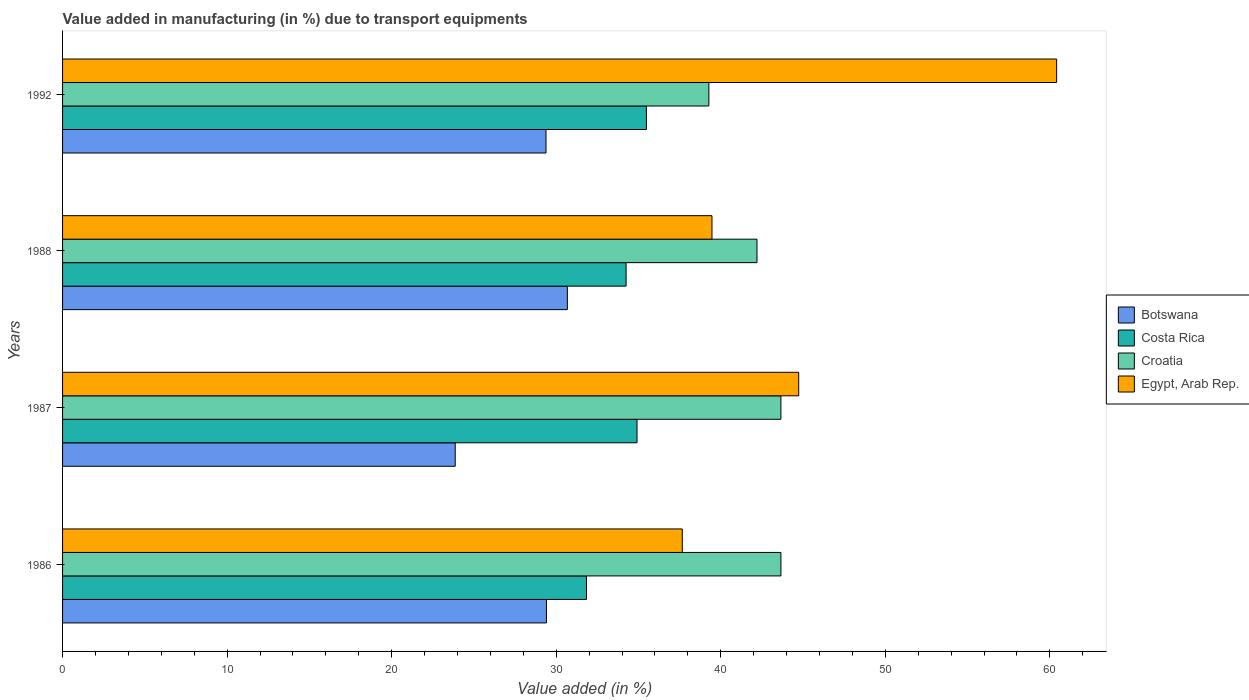 Value added in manufacturing (in %) due to transport equipments
1992
1988
1987
1986
Years
0
10
20
30
40
50
60
Value added (in %)
Botswana
Costa Rica
Croatia
Egypt, Arab Rep.